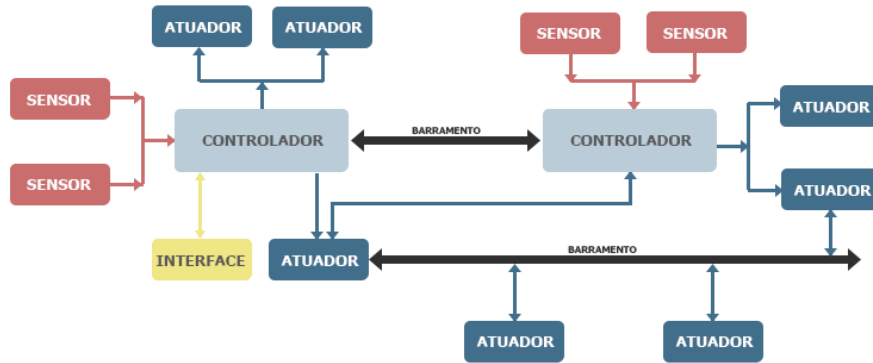 ATUADOR
ATUADOR
SENSOR
SENSOR
SENSOR
ATUADOR
CONTROLADOR
BARRAMENTO
CONTROLADOR
SENSOR
ATUADOR
INTERFACE
ATUADOR
BARRAMENTO
ATUADOR
ATUADOR